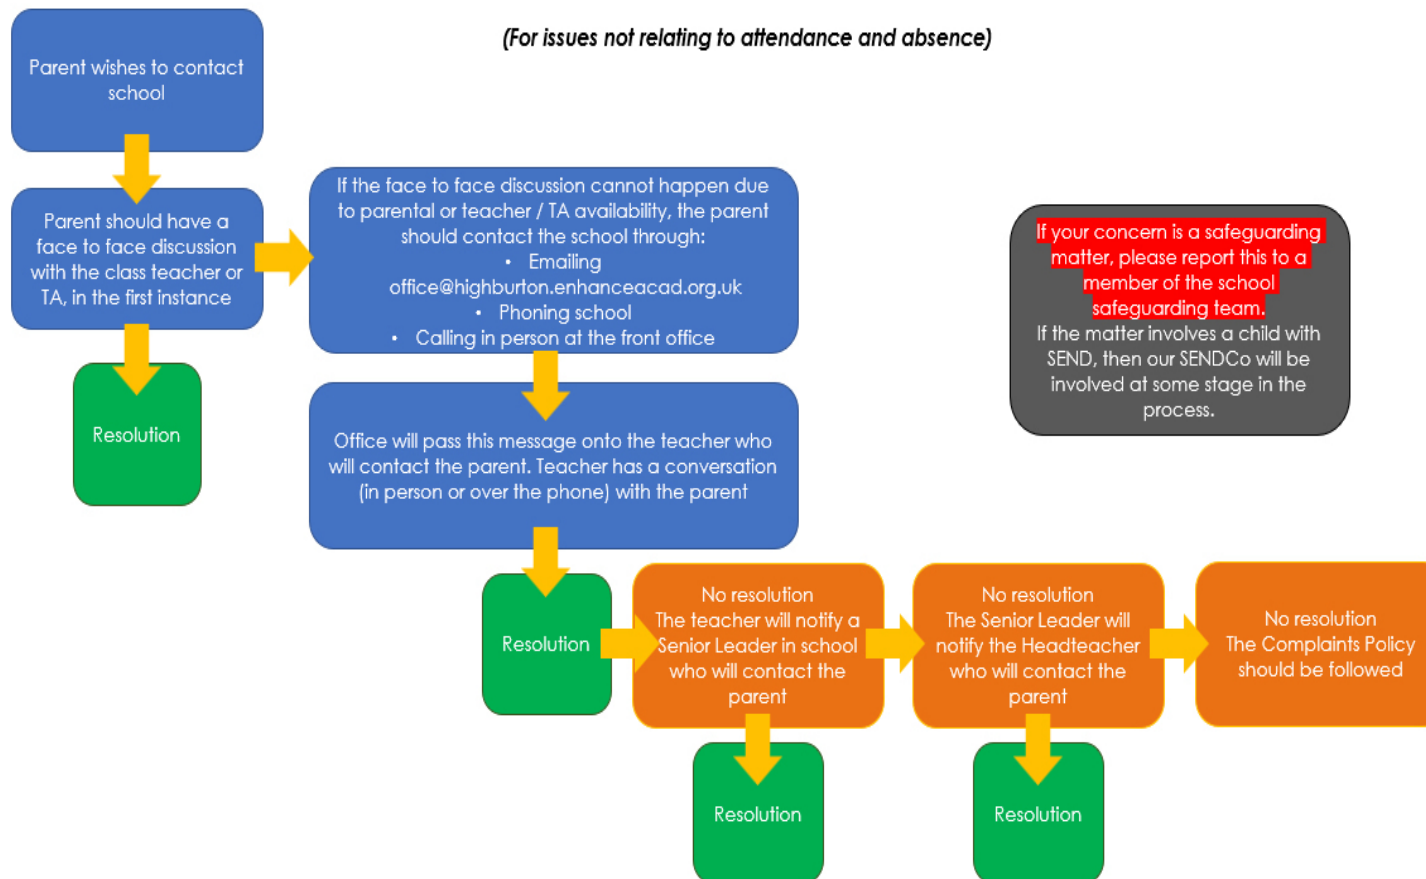 (For issues not relating to attendance and absence)
Parent wishes to contact
school
Parent should have a
face to face discussion
with the class teacher or
TA, in the first instance
Resolution
If the face to face discussion cannot happen due
to parental or teacher / TA availability, the parent
should contact the school through:
• Emailing
office@highburton.enhanceacad.org.uk
• Phoning school
• Calling in person at the front office
If your concern is a safeguarding
matter, please report this to a
member of the school
safeguarding team.
If the matter involves a child with
SEND, then our SENDCo will be
involved at some stage in the
process.
Office will pass this message onto the teacher who
will contact the parent. Teacher has a conversation
(in person or over the phone) with the parent
Resolution
No resolution
The teacher will notify a
Senior Leader in school
who will contact the
parent
Resolution
No resolution
The Senior Leader will
notify the Headteacher
who will contact the
parent
Resolution
No resolution
The Complaints Policy
should be followed